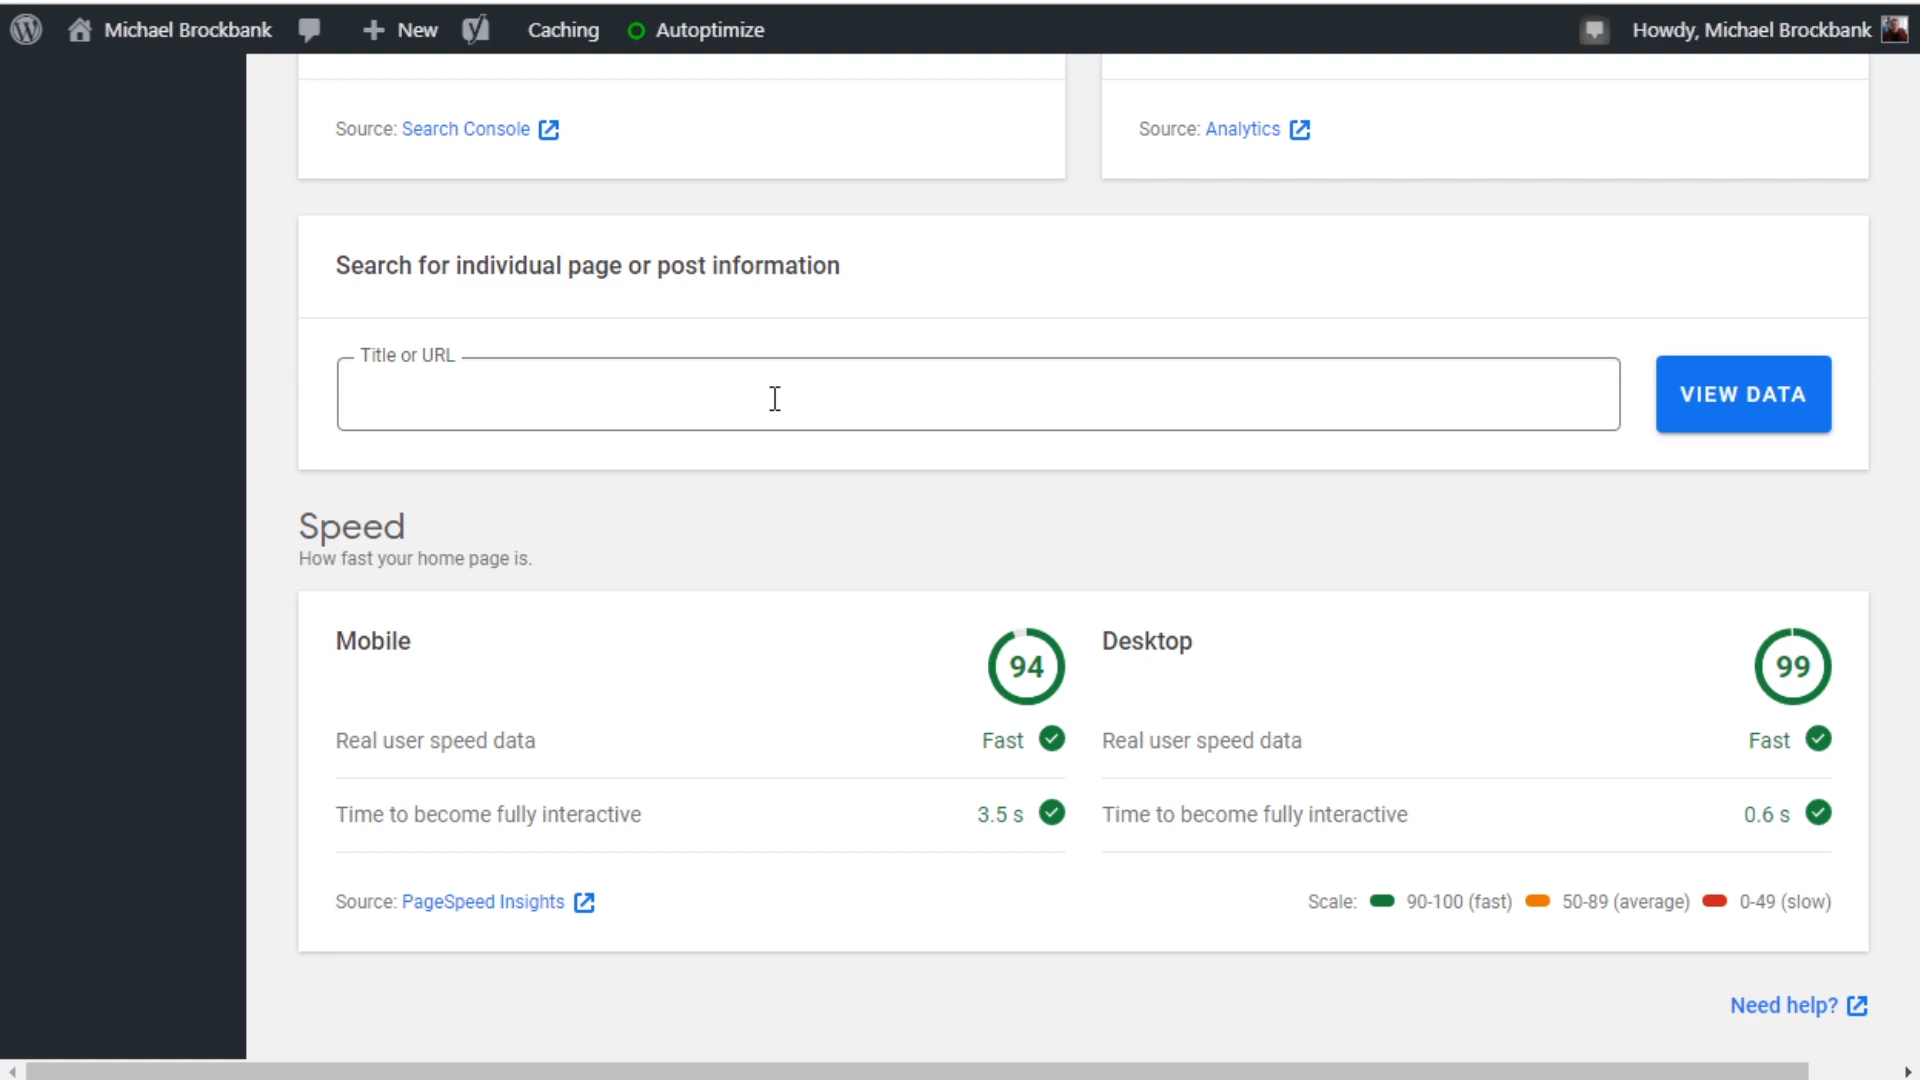 Michael Brockbank New Caching Autoptimize Howdy, Michael Brockbank
Source: Search Console Source: Analytics
Search for individual page or post information
Title or URL
VIEW DATA
Speed
How fast your home page is.
Mobile 94 Desktop 99
Real user speed data Fast Real user speed data Fast
Time to become fully interactive 3.5 s Time to become fully interactive 0.6 s
Source: PageSpeed Insights Scale: 90-100 (fast) 50-89 (average) 0-49 (slow)
Need help?